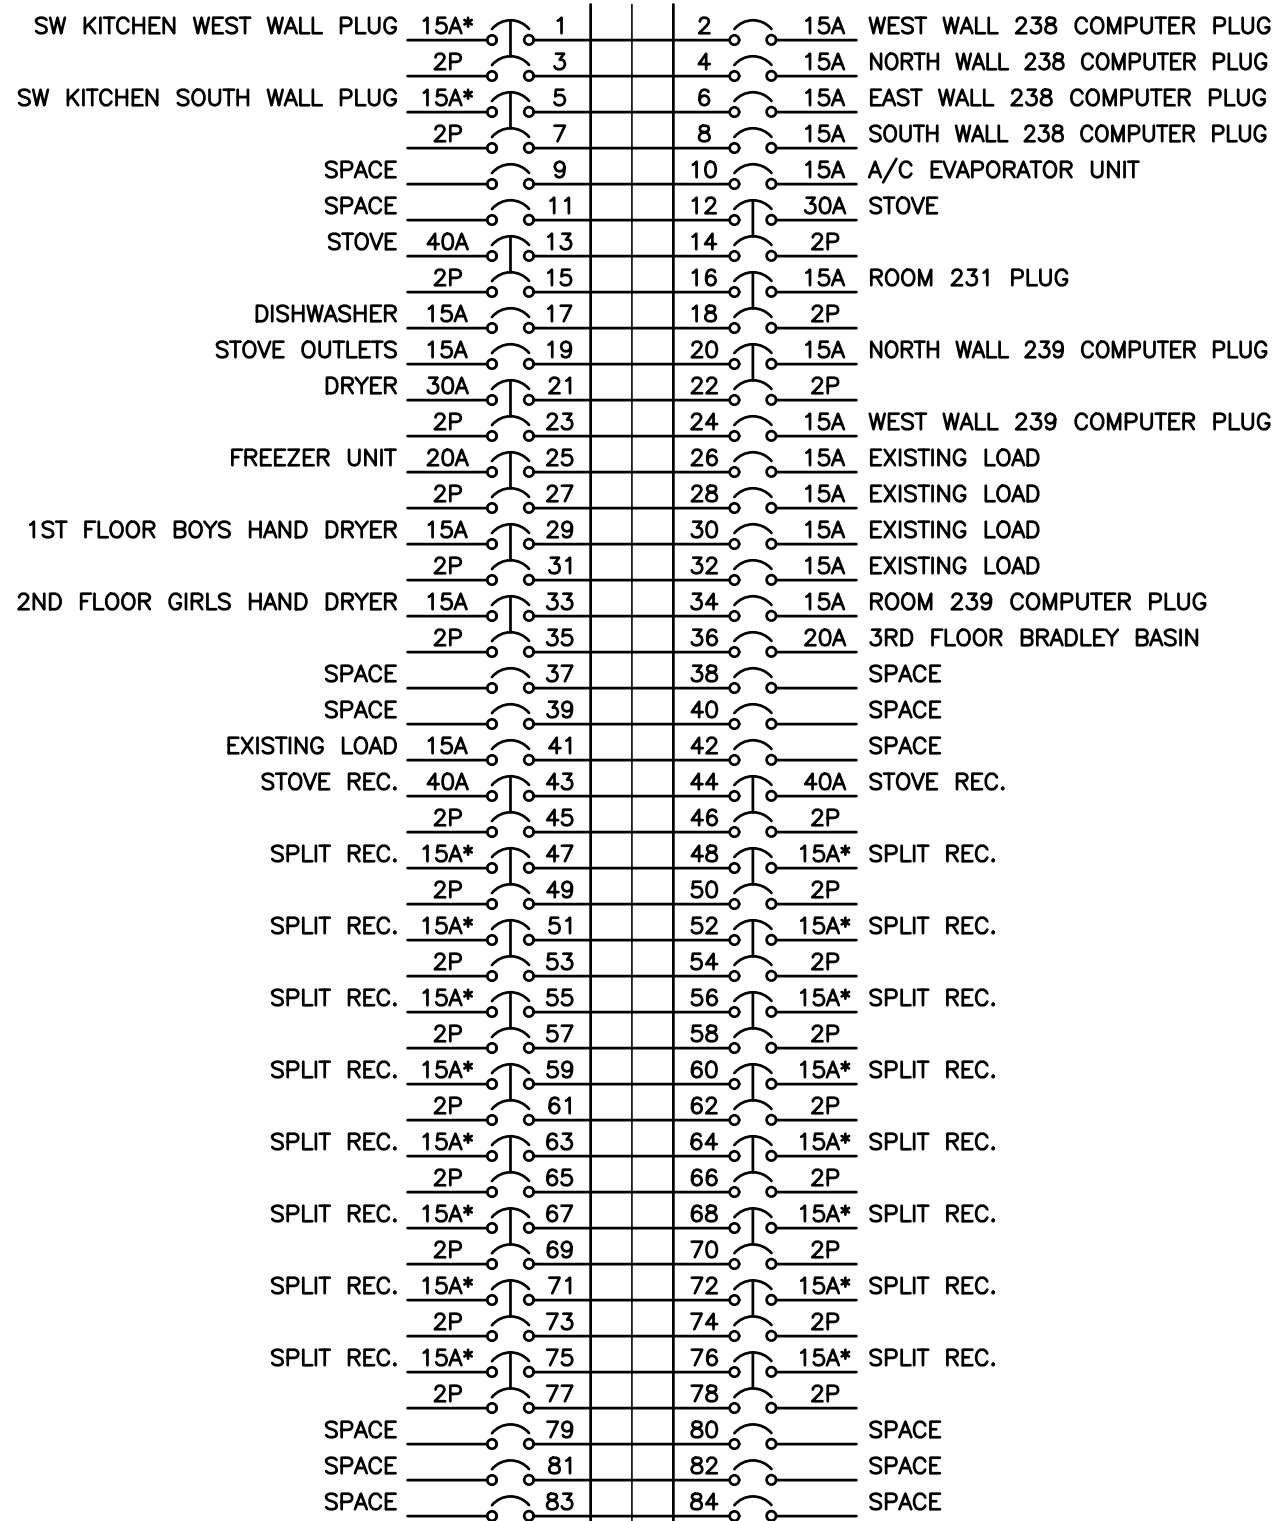 SW KITCHEN WEST WALL PLUG 15A* 1 2 15A WEST WALL 238 COMPUTER PLUG
2P 3 4 15A NORTH WALL 238 COMPUTER PLUG
SW KITCHEN SOUTH WALL PLUG 15A* 5 6 15A EAST WALL 238 COMPUTER PLUG
2P 7 8 15A SOUTH WALL 238 COMPUTER PLUG
SPACE 9 10 15A A/C EVAPORATOR UNIT
SPACE 11 12 30A STOVE
STOVE 40A 13 14 2P
2P 15 16 15A ROOM 231 PLUG
DISHWASHER 15A 17 18 2P
STOVE OUTLETS 15A 19 20 15A NORTH WALL 239 COMPUTER PLUG
DRYER 30A 21 22 2P
2P 23 24 15A WEST WALL 239 COMPUTER PLUG
FREEZER UNIT 20A 25 26 15A EXISTING LOAD
2P 27 28 15A EXISTING LOAD
1ST FLOOR BOYS HAND DRYER 15A 29 30 15A EXISTING LOAD
2P 31 32 15A EXISTING LOAD
2ND FLOOR GIRLS HAND DRYER 15A 33 34 15A ROOM 239 COMPUTER PLUG
2P 35 36 20A 3RD FLOOR BRADLEY BASIN
SPACE 37 38 SPACE
SPACE 39 40 SPACE
EXISTING LOAD 15A 41 42 SPACE
STOVE REC. 40A 43 44 40A STOVE REC.
2P 45 46 2P
SPLIT REC. 15A* 47 48 15A* SPLIT REC.
2P 49 50 2P
SPLIT REC. 15A* 51 52 15A* SPLIT REC.
2P 53 54 2P
SPLIT REC. 15A* 55 56 15A* SPLIT REC.
2P 57 58 2P
SPLIT REC. 15A* 59 60 15A* SPLIT REC.
2P 61 62 2P
SPLIT REC. 15A* 63 64 15A* SPLIT REC.
2P 65 66 2P
SPLIT REC. 15A* 67 68 15A* SPLIT REC.
2P 69 70 2P
SPLIT REC. 15A* 71 72 15A* SPLIT REC.
2P 73 74 2P
SPLIT REC. 15A* 75 76 15A* SPLIT REC.
2P 77 78 2P
SPACE 79 80 SPACE
SPACE 81 82 SPACE
SPACE 83 84 SPACE